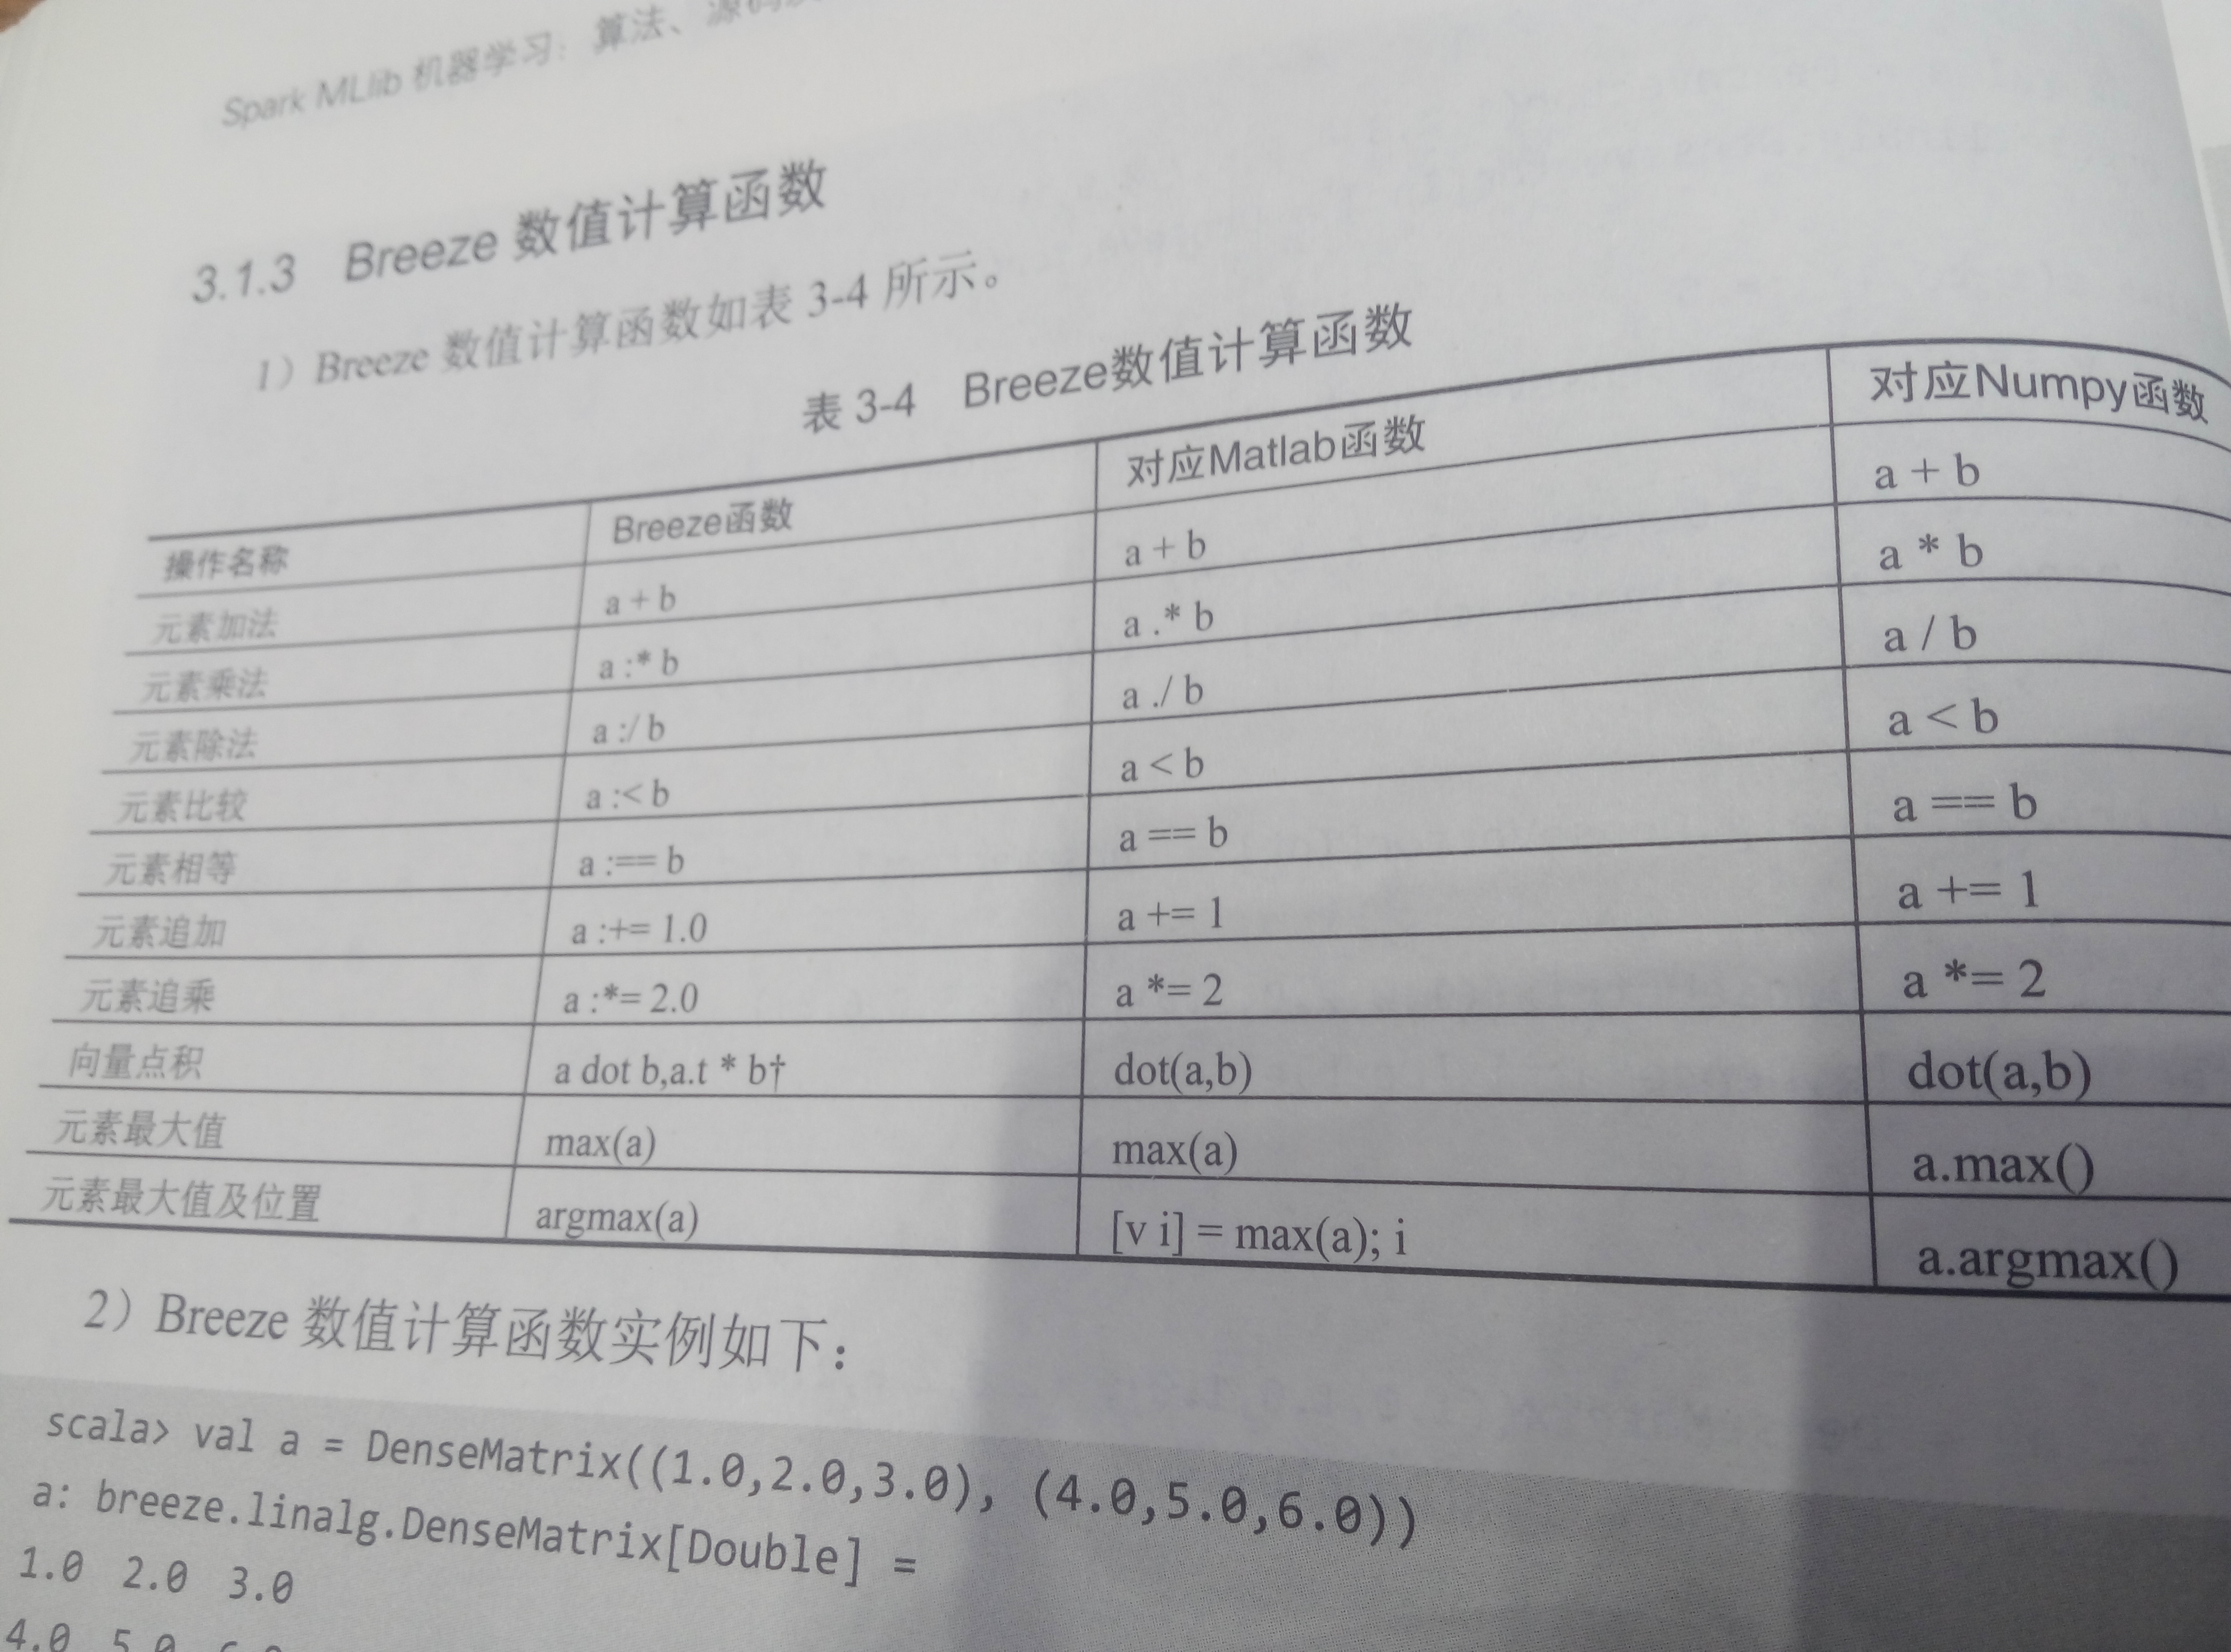 Spark MLlib 机器学习：算法、源码
3.1.3 Breeze 数值计算函数
1）Breeze 数值计算函数如表 3-4 所示。
表 3-4 Breeze数值计算函数
操作名称 Breeze函数 对应Matlab函数 对应Numpy函数
元素加法 a + b a + b a + b
元素乘法 a :* b a .* b a * b
元素除法 a :/ b a ./ b a / b
元素比较 a :< b a < b a < b
元素相等 a :== b a == b a == b
元素追加 a :+= 1.0 a += 1 a += 1
元素追乘 a :*= 2.0 a *= 2 a *= 2
向量点积 a dot b,a.t * b† dot(a,b) dot(a,b)
元素最大值 max(a) max(a) a.max()
元素最大值及位置 argmax(a) [v i] = max(a); i a.argmax()
2）Breeze 数值计算函数实例如下：
scala> val a = DenseMatrix((1.0,2.0,3.0), (4.0,5.0,6.0))
a: breeze.linalg.DenseMatrix[Double] =
1.0 2.0 3.0
4.0 5.0 6.0